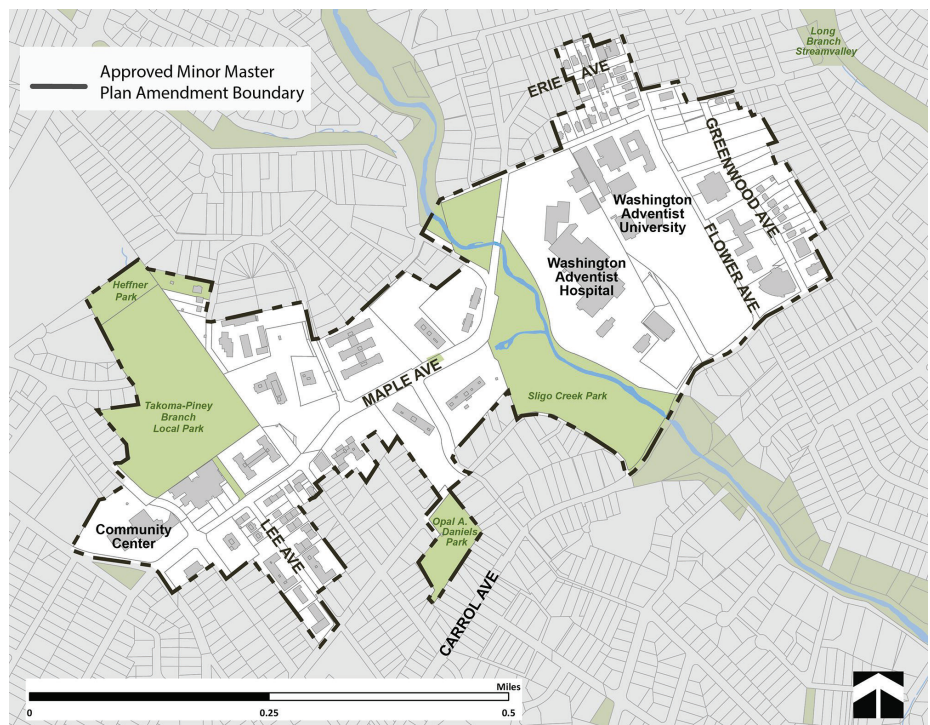 Approved Minor Master
Plan Amendment Boundary
Long
Branch
Streamvalley
ERIE AVE
GREENWOOD AVE
Washington
Adventist
University
FLOWER AVE
Washington
Adventist
Hospital
Heffner
Park
MAPLE AVE
Takoma-Piney
Branch
Local Park
Sligo Creek Park
Community
Center
LEE AVE
Opal A.
Daniels
Park
CARROL AVE
Miles
0
0.25
0.5